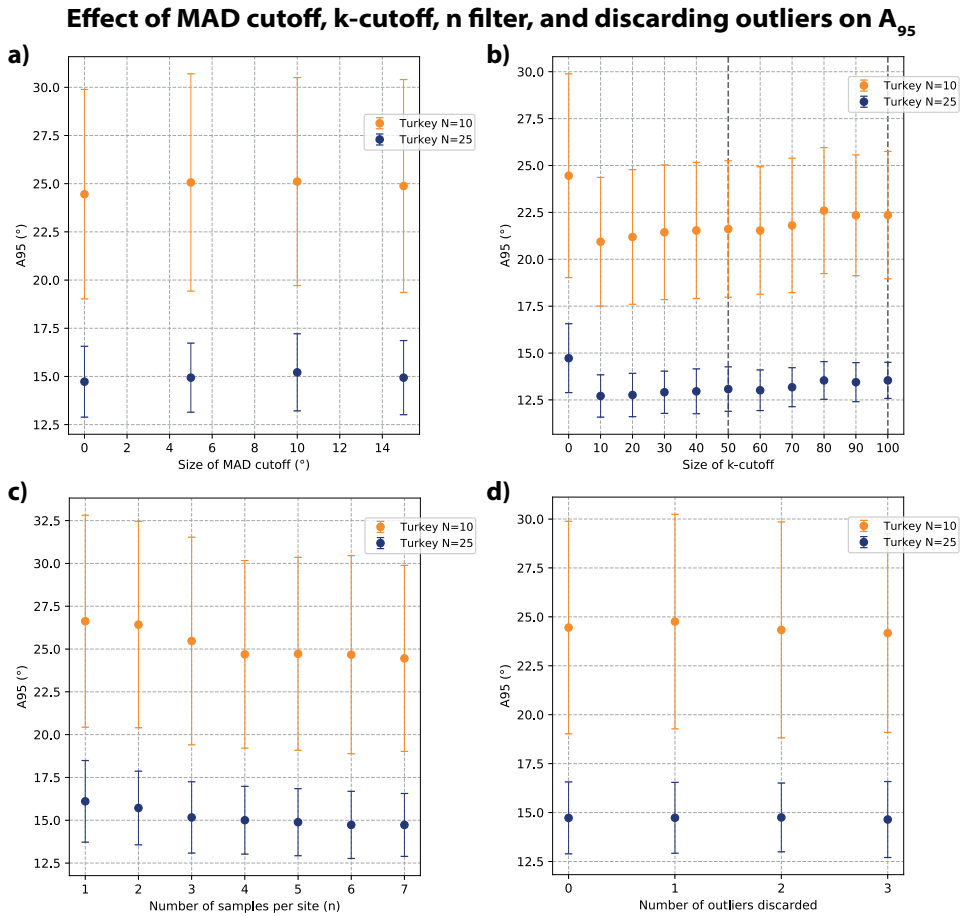 Effect of MAD cutoff, k-cutoff, n filter, and discarding outliers on A95
a)
30.0
27.5
25.0
22.5
20.0
17.5
15.0
12.5
A95 (°)
0 2 4 6 8 10 12 14
Size of MAD cutoff (°)
Turkey N=10
Turkey N=25
b)
30.0
27.5
25.0
22.5
20.0
17.5
15.0
12.5
A95 (°)
0 10 20 30 40 50 60 70 80 90 100
Size of k-cutoff
Turkey N=10
Turkey N=25
c)
32.5
30.0
27.5
25.0
22.5
20.0
17.5
15.0
12.5
A95 (°)
1 2 3 4 5 6 7
Number of samples per site (n)
Turkey N=10
Turkey N=25
d)
30.0
27.5
25.0
22.5
20.0
17.5
15.0
12.5
A95 (°)
0 1 2 3
Number of outliers discarded
Turkey N=10
Turkey N=25